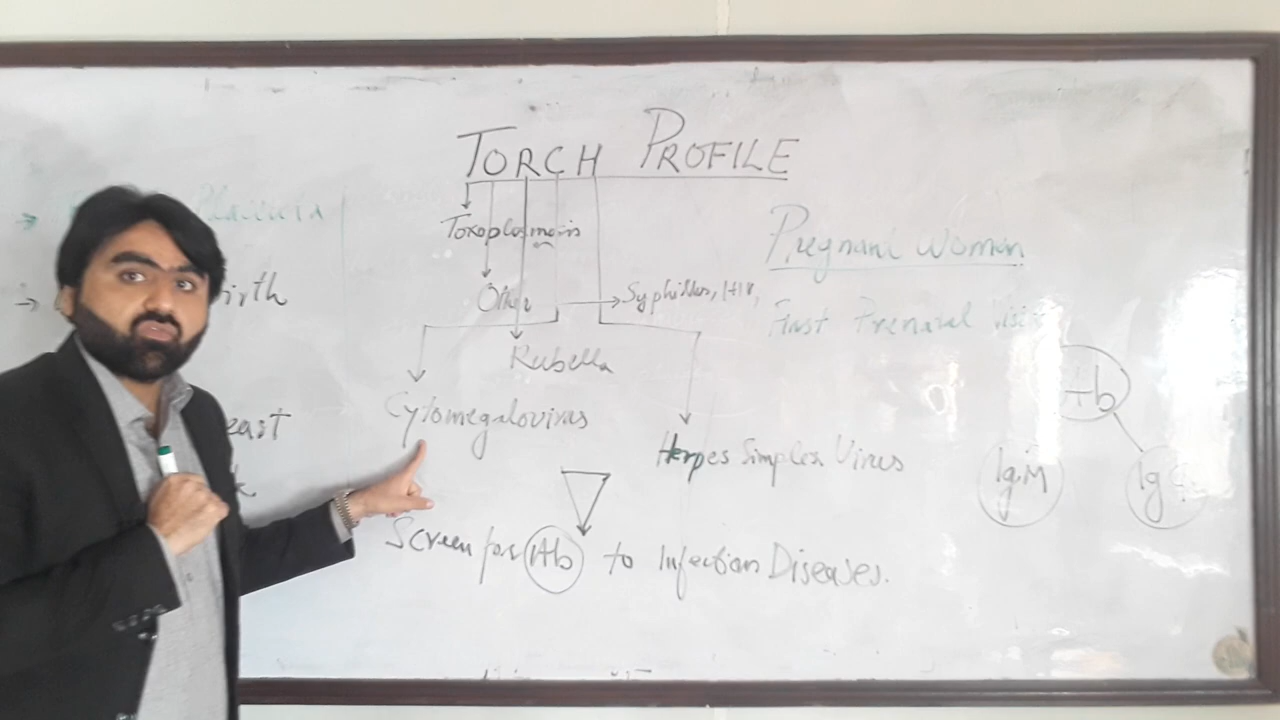 TORCH PROFILE
Toxoplasmosis
Other
Syphillus, HIV,
Rubella
Cytomegalovirus
Herpes Simplex Virus
Screen for Ab to Infection Diseases.
Pregnant Women
First Prenatal Visit
Ab
IgM
IgG
irth
east